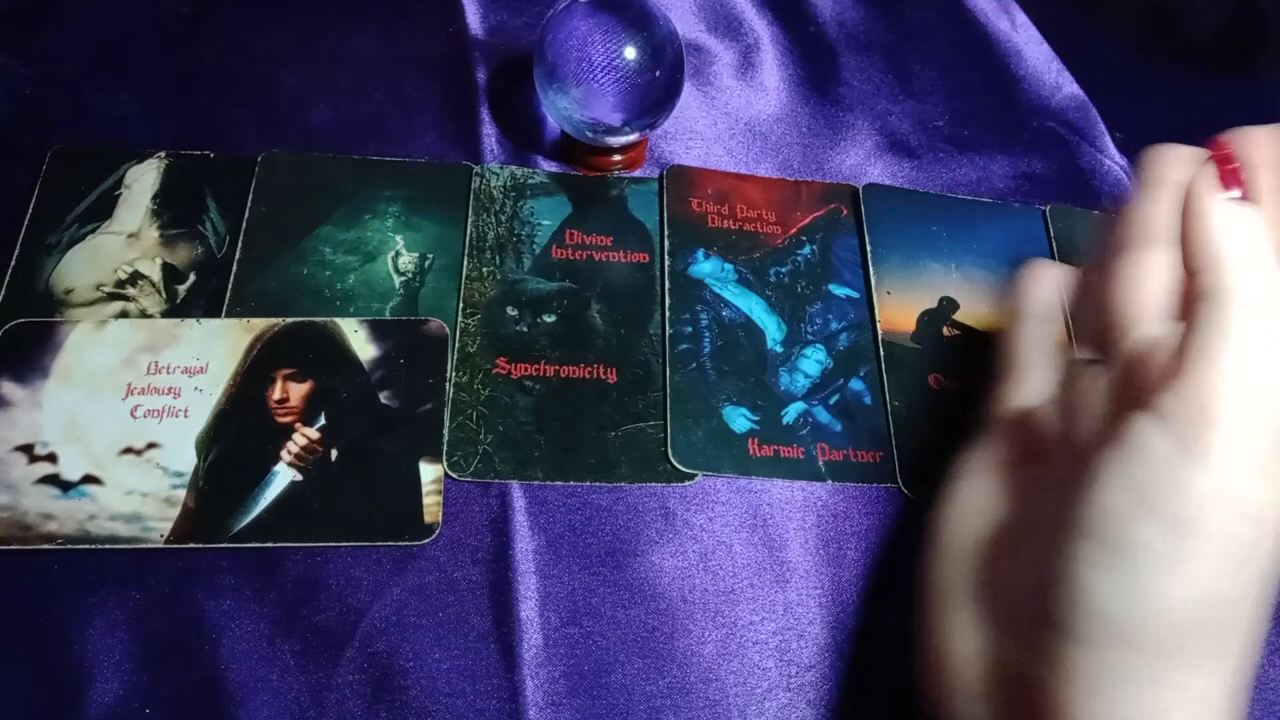 Betrayal
Jealousy
Conflict
Divine
Intervention
Synchronicity
Third Party
Distraction
Karmic Partner